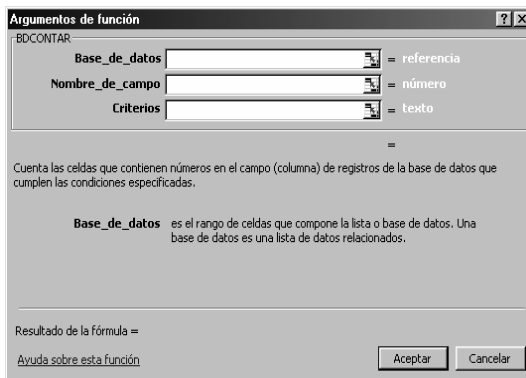 Argumentos de función
BDCONTAR
Base_de_datos = referencia
Nombre_de_campo = número
Criterios = texto
=
Cuenta las celdas que contienen números en el campo (columna) de registros de la base de datos que
cumplen las condiciones especificadas.
Base_de_datos es el rango de celdas que compone la lista o base de datos. Una
base de datos es una lista de datos relacionados.
Resultado de la fórmula =
Ayuda sobre esta función
Aceptar
Cancelar